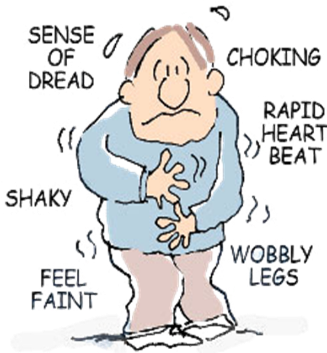 SENSE
OF
DREAD
CHOKING
RAPID
HEART
BEAT
SHAKY
WOBBLY
LEGS
FEEL
FAINT